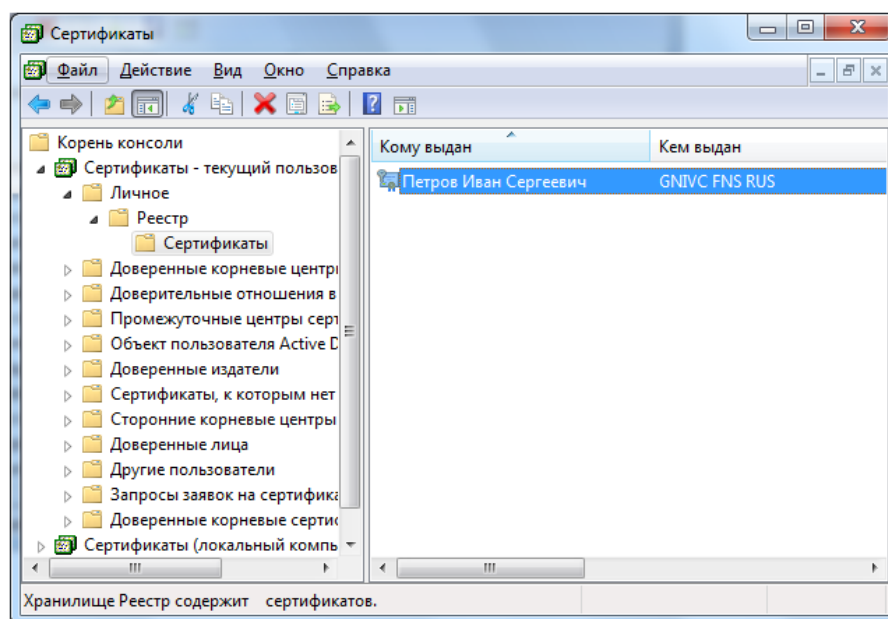 Сертификаты
Файл Действие Вид Окно Справка
Корень консоли
Сертификаты - текущий пользов
Личное
Реестр
Сертификаты
Доверенные корневые центры
Доверительные отношения в
Промежуточные центры серт
Объект пользователя Active D
Доверенные издатели
Сертификаты, к которым нет
Сторонние корневые центры
Доверенные лица
Другие пользователи
Запросы заявок на сертифика
Доверенные корневые сертис
Сертификаты (локальный компь
Кому выдан Кем выдан
Петров Иван Сергеевич GNIVC FNS RUS
Хранилище Реестр содержит сертификатов.